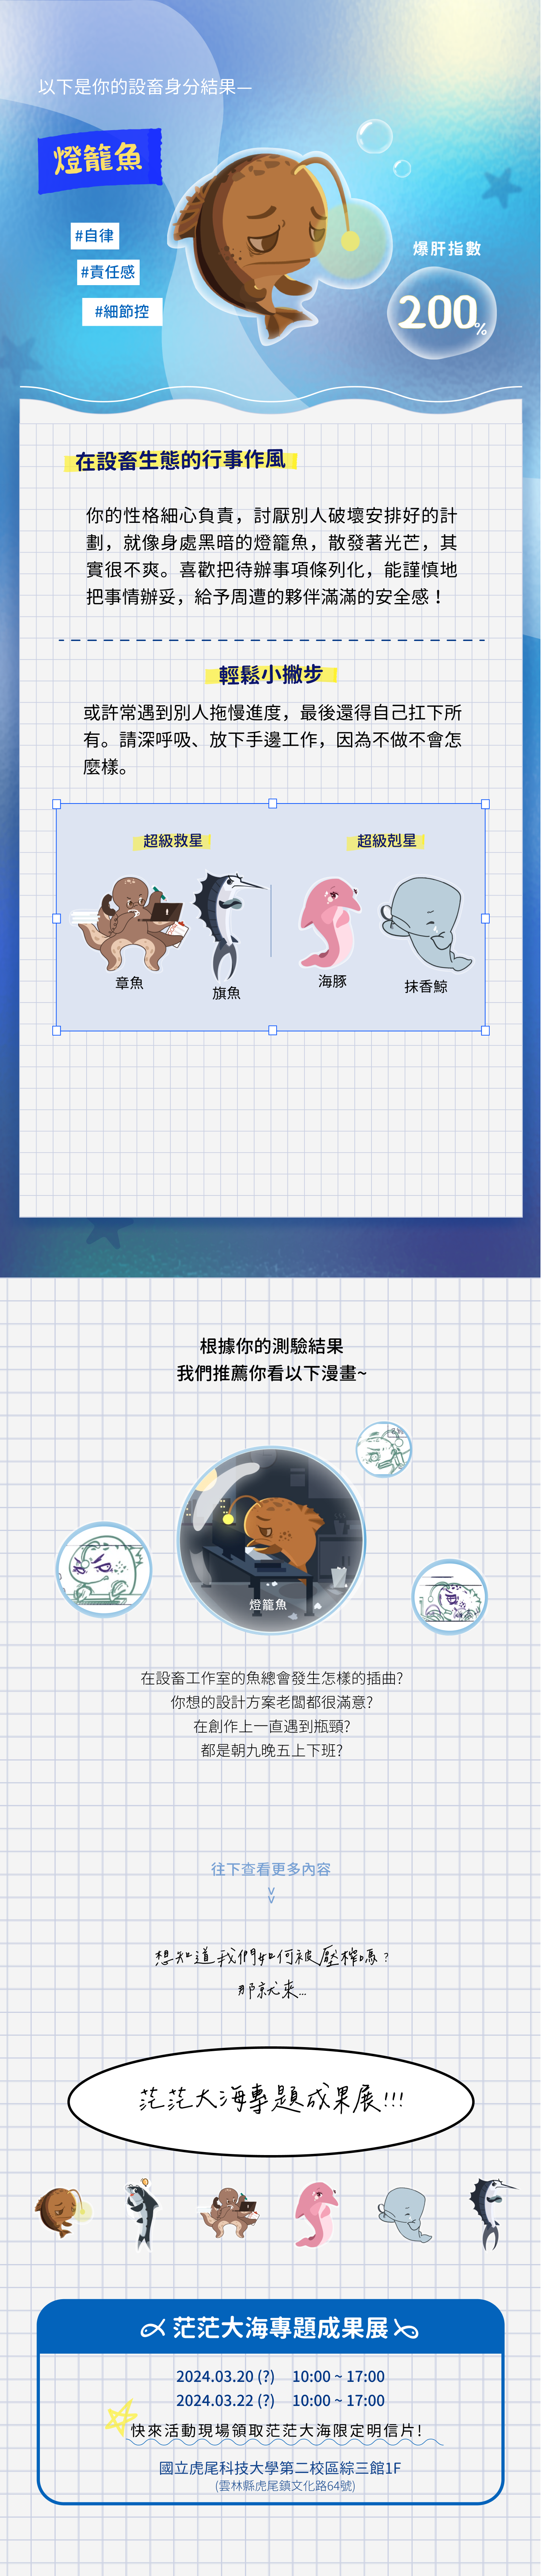 以下是你的設畜身分結果—
燈籠魚
#自律
#責任感
#細節控
爆肝指數
200%
在設畜生態的行事作風
你的性格細心負責，討厭別人破壞安排好的計
劃，就像身處黑暗的燈籠魚，散發著光芒，其
實很不爽。喜歡把待辦事項條列化，能謹慎地
把事情辦妥，給予周遭的夥伴滿滿的安全感！
輕鬆小撇步
或許常遇到別人拖慢進度，最後還得自己扛下所
有。請深呼吸、放下手邊工作，因為不做不會怎
麼樣。
超級救星
超級剋星
章魚
旗魚
海豚
抹香鯨
根據你的測驗結果
我們推薦你看以下漫畫~
燈籠魚
在設畜工作室的魚總會發生怎樣的插曲?
你想的設計方案老闆都很滿意?
在創作上一直遇到瓶頸?
都是朝九晚五上下班?
往下查看更多內容
想知道我們如何被壓榨嗎?
那就來...
茫茫大海專題成果展!!!
茫茫大海專題成果展
2024.03.20 (?) 10:00 ~ 17:00
2024.03.22 (?) 10:00 ~ 17:00
快來活動現場領取茫茫大海限定明信片!
國立虎尾科技大學第二校區綜三館1F
(雲林縣虎尾鎮文化路64號)